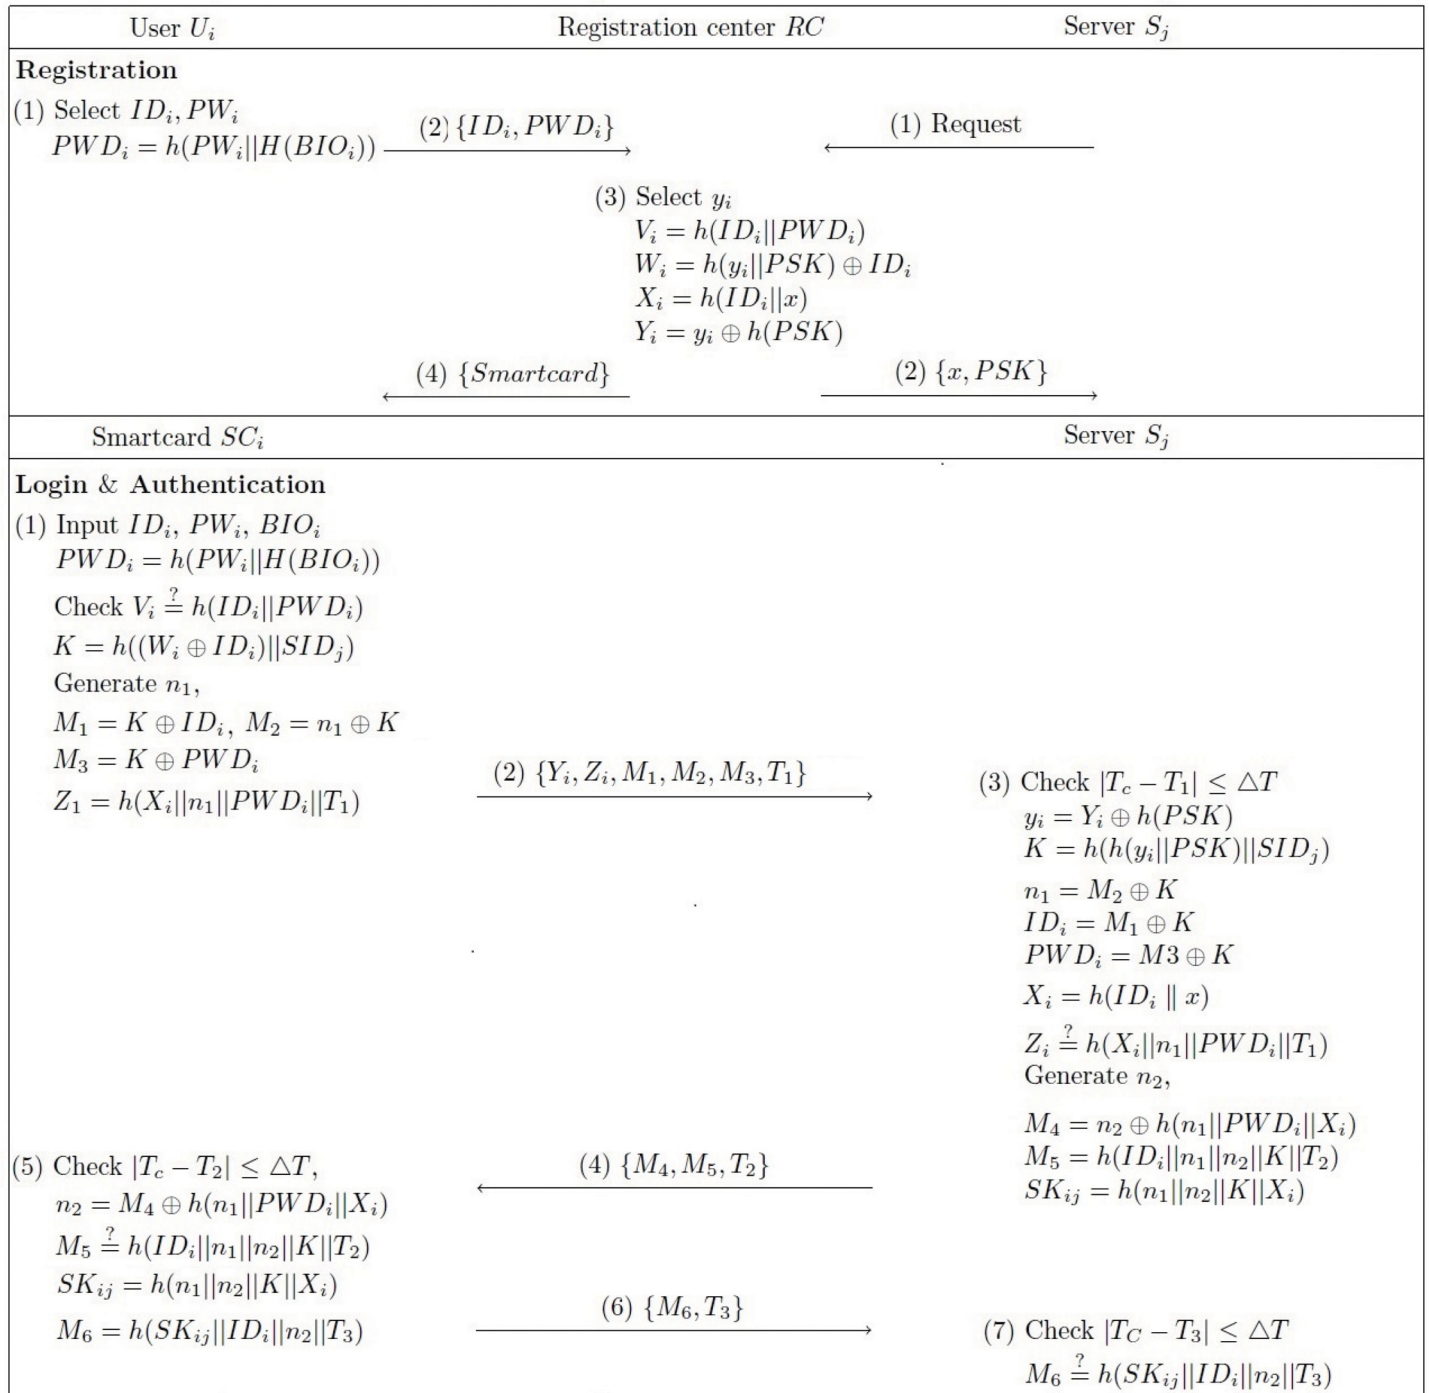 User U_i Registration center RC Server S_j
Registration
(1) Select ID_i, PW_i
PWD_i = h(PW_i||H(BIO_i))
(2) {ID_i, PWD_i}
(1) Request
(3) Select y_i
V_i = h(ID_i||PWD_i)
W_i = h(y_i||PSK) ⊕ ID_i
X_i = h(ID_i||x)
Y_i = y_i ⊕ h(PSK)
(4) {Smartcard}
(2) {x, PSK}
Smartcard SC_i Server S_j
Login & Authentication
(1) Input ID_i, PW_i, BIO_i
PWD_i = h(PW_i||H(BIO_i))
Check V_i ≟ h(ID_i||PWD_i)
K = h((W_i ⊕ ID_i)||SID_j)
Generate n_1,
M_1 = K ⊕ ID_i, M_2 = n_1 ⊕ K
M_3 = K ⊕ PWD_i
Z_1 = h(X_i||n_1||PWD_i||T_1)
(2) {Y_i, Z_i, M_1, M_2, M_3, T_1}
(3) Check |T_c − T_1| ≤ △T
y_i = Y_i ⊕ h(PSK)
K = h(h(y_i||PSK)||SID_j)
n_1 = M_2 ⊕ K
ID_i = M_1 ⊕ K
PWD_i = M3 ⊕ K
X_i = h(ID_i || x)
Z_i ≟ h(X_i||n_1||PWD_i||T_1)
Generate n_2,
M_4 = n_2 ⊕ h(n_1||PWD_i||X_i)
M_5 = h(ID_i||n_1||n_2||K||T_2)
SK_ij = h(n_1||n_2||K||X_i)
(4) {M_4, M_5, T_2}
(5) Check |T_c − T_2| ≤ △T,
n_2 = M_4 ⊕ h(n_1||PWD_i||X_i)
M_5 ≟ h(ID_i||n_1||n_2||K||T_2)
SK_ij = h(n_1||n_2||K||X_i)
M_6 = h(SK_ij||ID_i||n_2||T_3)
(6) {M_6, T_3}
(7) Check |T_C − T_3| ≤ △T
M_6 ≟ h(SK_ij||ID_i||n_2||T_3)